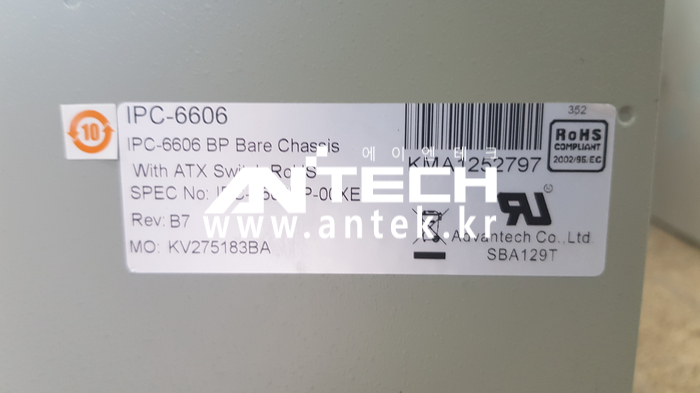 10
IPC-6606
IPC-6606 BP Bare Chassis
With ATX Switch RoHS
SPEC No:
Rev: B7
MO: KV275183BA
352
RoHS
COMPLIANT
2002/95/EC
KMA1252797
Advantech Co.,Ltd.
SBA129T
에이엔테크
ANTECH
www.antek.kr